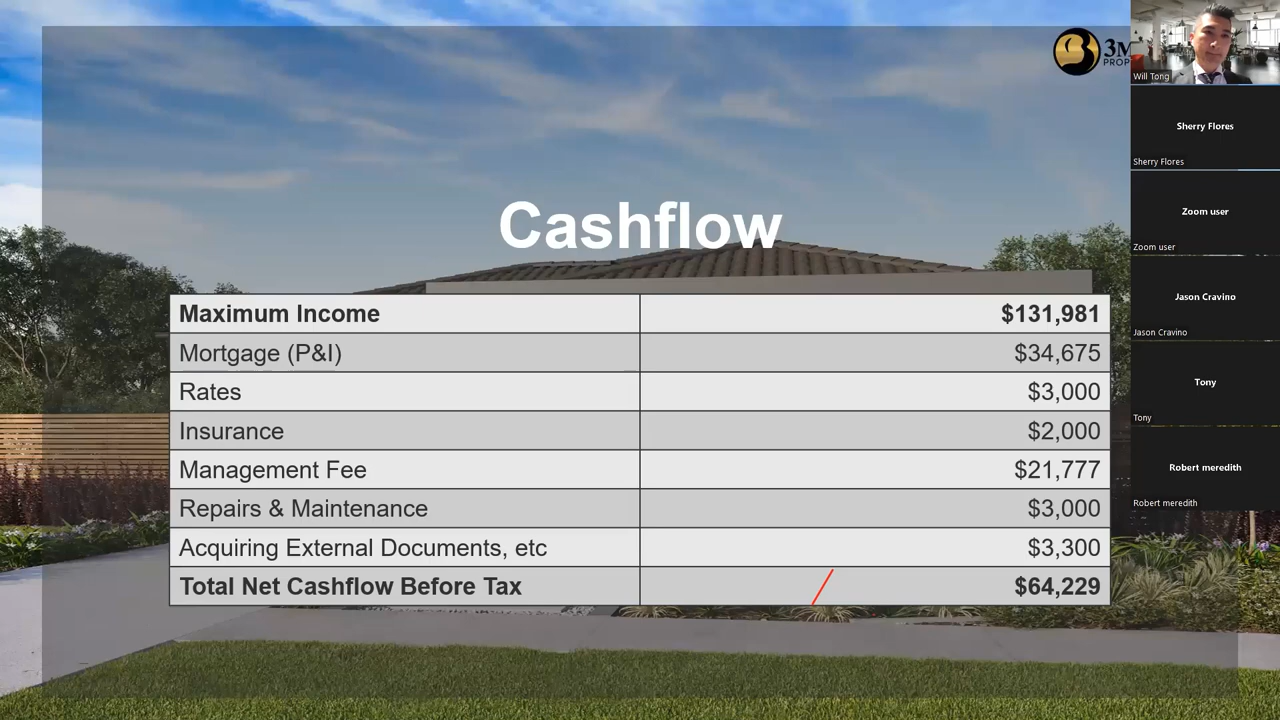 3M
PROP
Cashflow
Maximum Income $131,981
Mortgage (P&I) $34,675
Rates $3,000
Insurance $2,000
Management Fee $21,777
Repairs & Maintenance $3,000
Acquiring External Documents, etc $3,300
Total Net Cashflow Before Tax $64,229
Will Tong
Sherry Flores
Sherry Flores
Zoom user
Zoom user
Jason Cravino
Jason Cravino
Tony
Tony
Robert meredith
Robert meredith